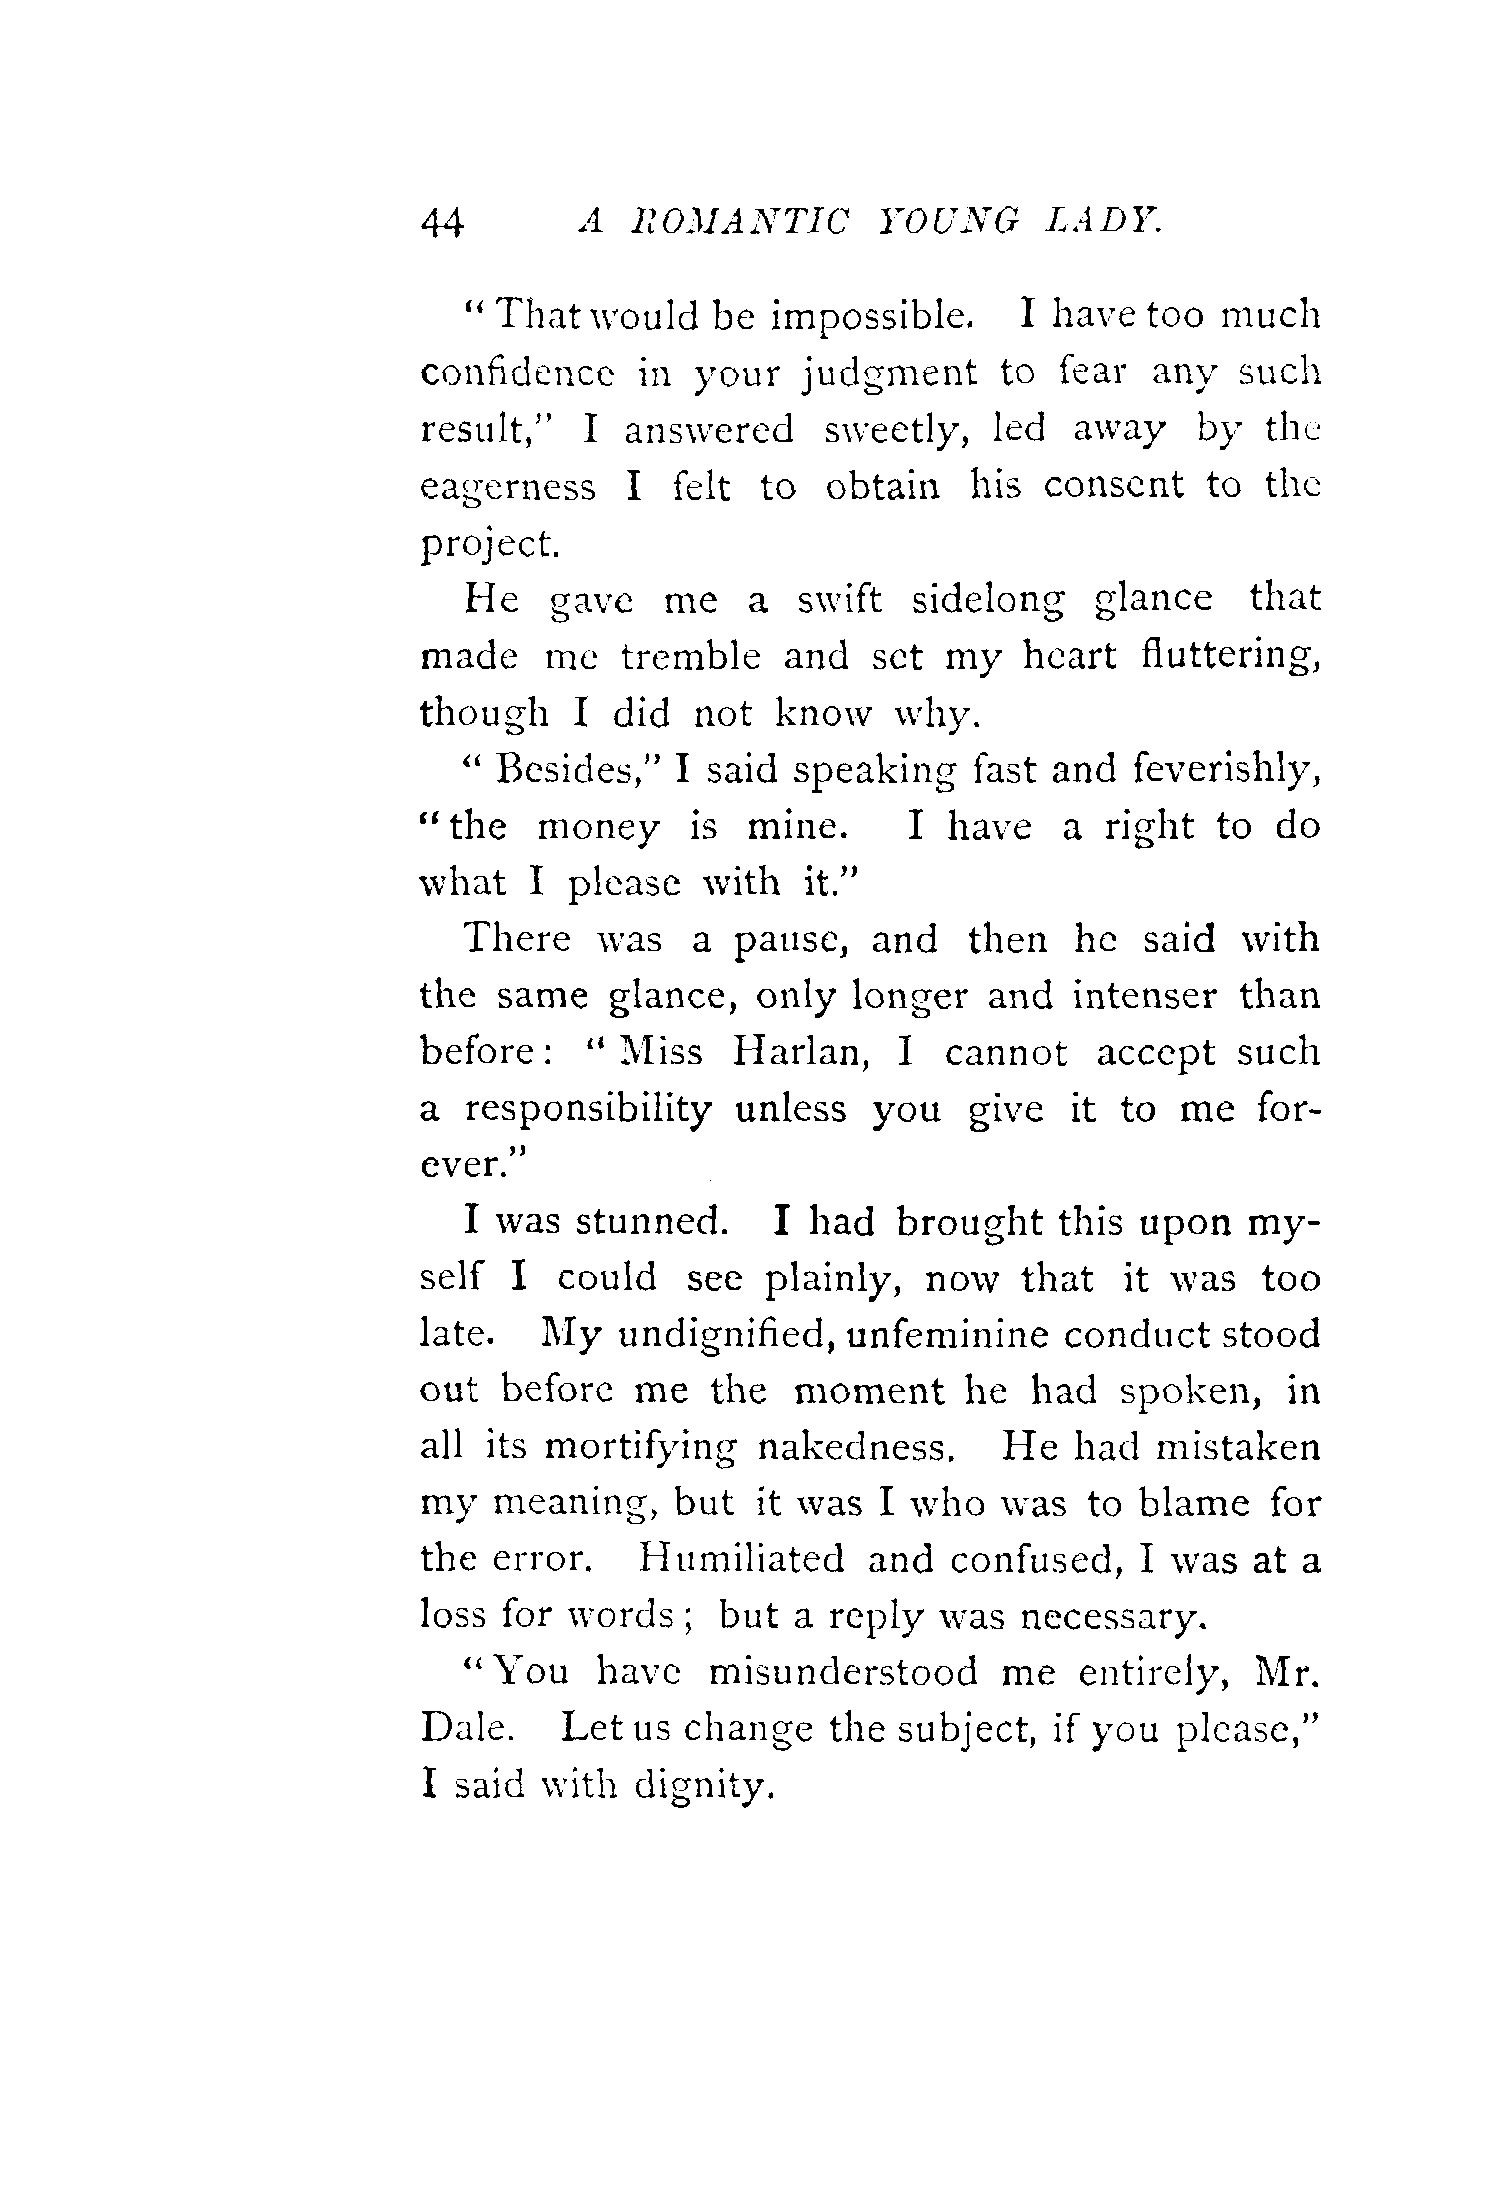 44 A ROMANTIC YOUNG LADY.
“ That would be impossible. I have too much
confidence in your judgment to fear any such
result,” I answered sweetly, led away by the
eagerness I felt to obtain his consent to the
project.
He gave me a swift sidelong glance that
made me tremble and set my heart fluttering,
though I did not know why.
“ Besides,” I said speaking fast and feverishly,
“ the money is mine. I have a right to do
what I please with it.”
There was a pause, and then he said with
the same glance, only longer and intenser than
before : “ Miss Harlan, I cannot accept such
a responsibility unless you give it to me for-
ever.”
I was stunned. I had brought this upon my-
self I could see plainly, now that it was too
late. My undignified, unfeminine conduct stood
out before me the moment he had spoken, in
all its mortifying nakedness. He had mistaken
my meaning, but it was I who was to blame for
the error. Humiliated and confused, I was at a
loss for words ; but a reply was necessary.
“ You have misunderstood me entirely, Mr.
Dale. Let us change the subject, if you please,”
I said with dignity.